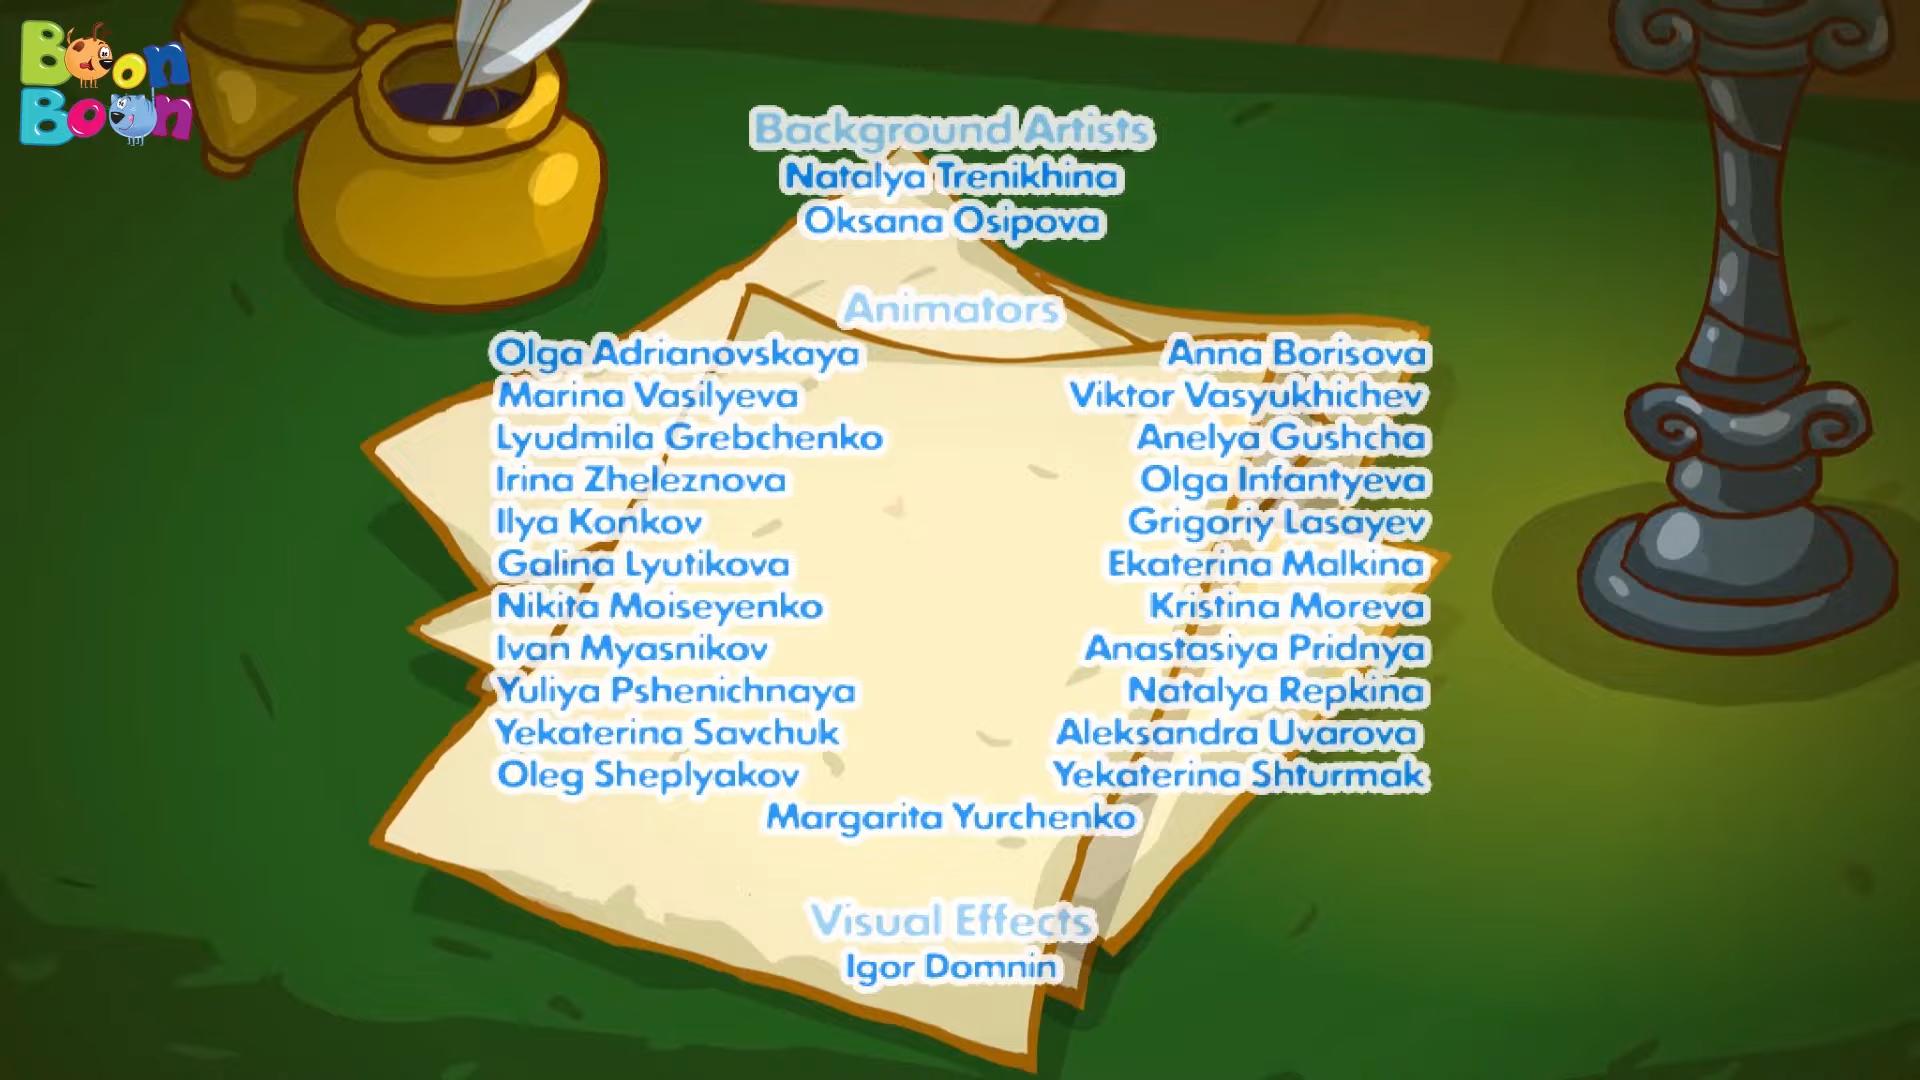 Boon
Boon
Background Artists
Natalya Trenikhina
Oksana Osipova
Animators
Olga Adrianovskaya Anna Borisova
Marina Vasilyeva Viktor Vasyukhichev
Lyudmila Grebchenko Anelya Gushcha
Irina Zheleznova Olga Infantyeva
Ilya Konkov Grigoriy Lasayev
Galina Lyutikova Ekaterina Malkina
Nikita Moiseyenko Kristina Moreva
Ivan Myasnikov Anastasiya Pridnya
Yuliya Pshenichnaya Natalya Repkina
Yekaterina Savchuk Aleksandra Uvarova
Oleg Sheplyakov Yekaterina Shturmak
Margarita Yurchenko
Visual Effects
Igor Domnin